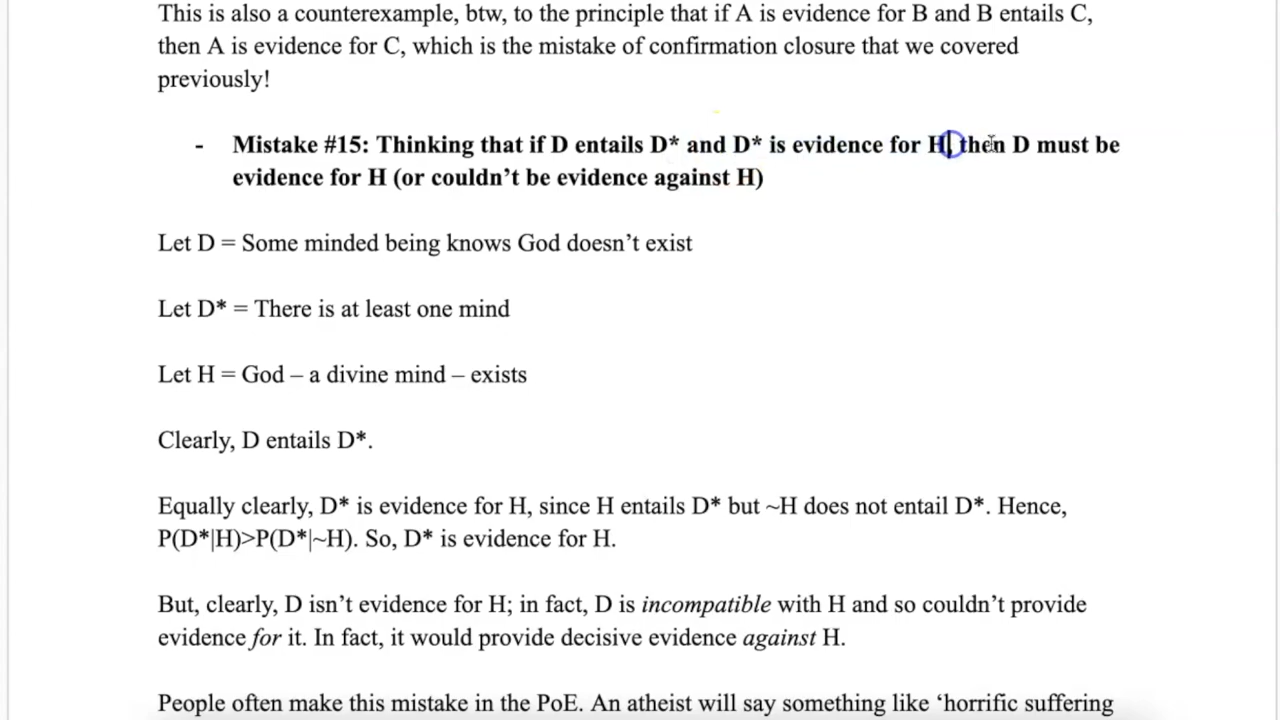 This is also a counterexample, btw, to the principle that if A is evidence for B and B entails C,
then A is evidence for C, which is the mistake of confirmation closure that we covered
previously!
- Mistake #15: Thinking that if D entails D* and D* is evidence for H, then D must be
evidence for H (or couldn’t be evidence against H)
Let D = Some minded being knows God doesn’t exist
Let D* = There is at least one mind
Let H = God – a divine mind – exists
Clearly, D entails D*.
Equally clearly, D* is evidence for H, since H entails D* but ~H does not entail D*. Hence,
P(D*|H)>P(D*|~H). So, D* is evidence for H.
But, clearly, D isn’t evidence for H; in fact, D is incompatible with H and so couldn’t provide
evidence for it. In fact, it would provide decisive evidence against H.
People often make this mistake in the PoE. An atheist will say something like ‘horrific suffering